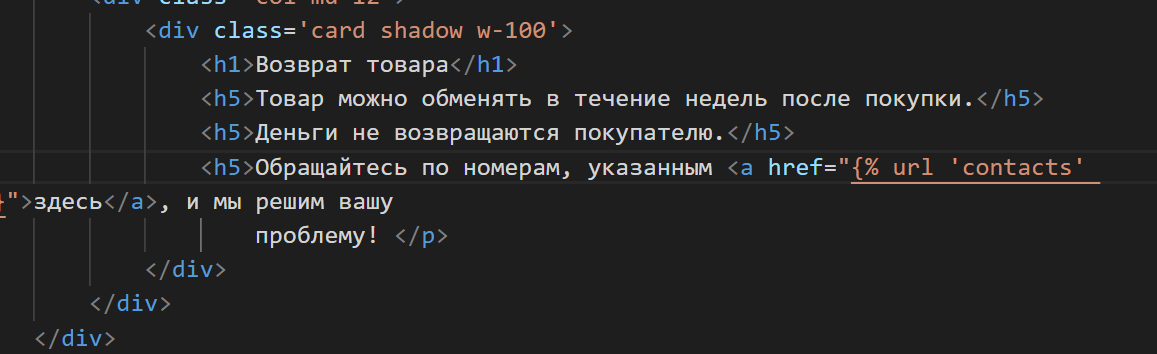 <div class="col-md-12">
<div class='card shadow w-100'>
<h1>Возврат товара</h1>
<h5>Товар можно обменять в течение недель после покупки.</h5>
<h5>Деньги не возвращаются покупателю.</h5>
<h5>Обращайтесь по номерам, указанным <a href="{% url 'contacts'
}">здесь</a>, и мы решим вашу
проблему! </p>
</div>
</div>
</div>